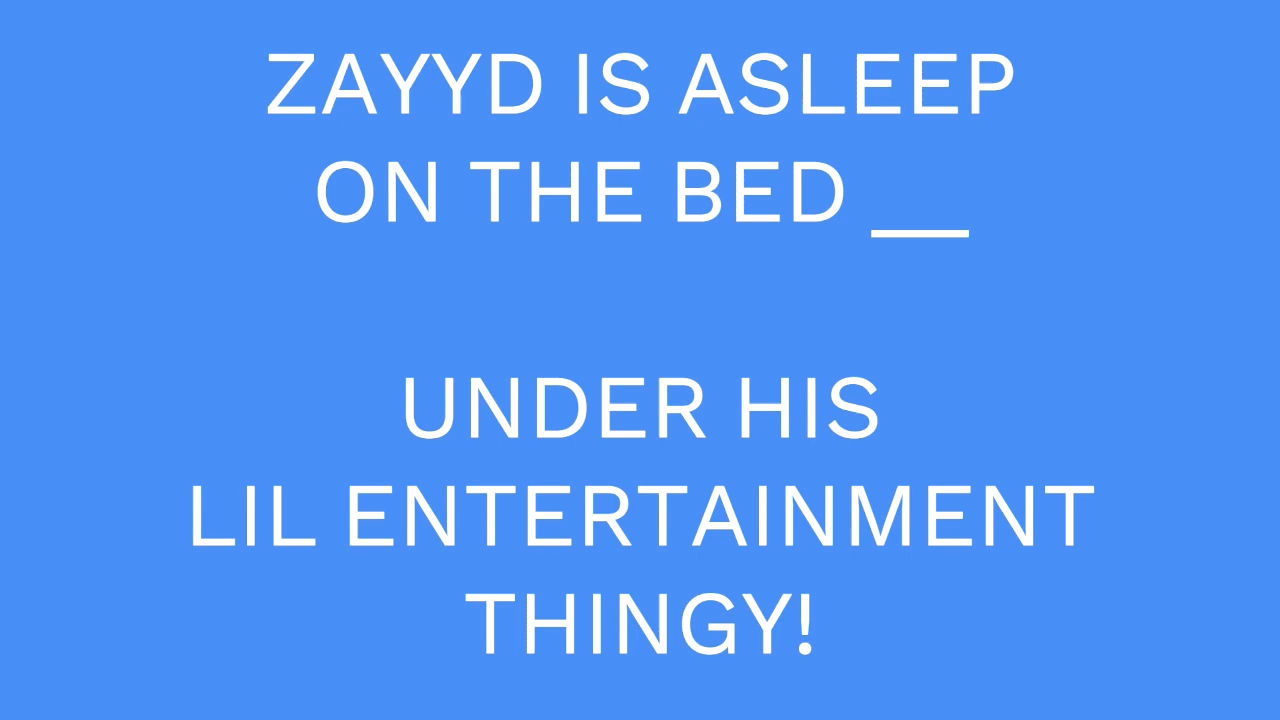 ZAYYD IS ASLEEP
ON THE BED __
UNDER HIS
LIL ENTERTAINMENT
THINGY!